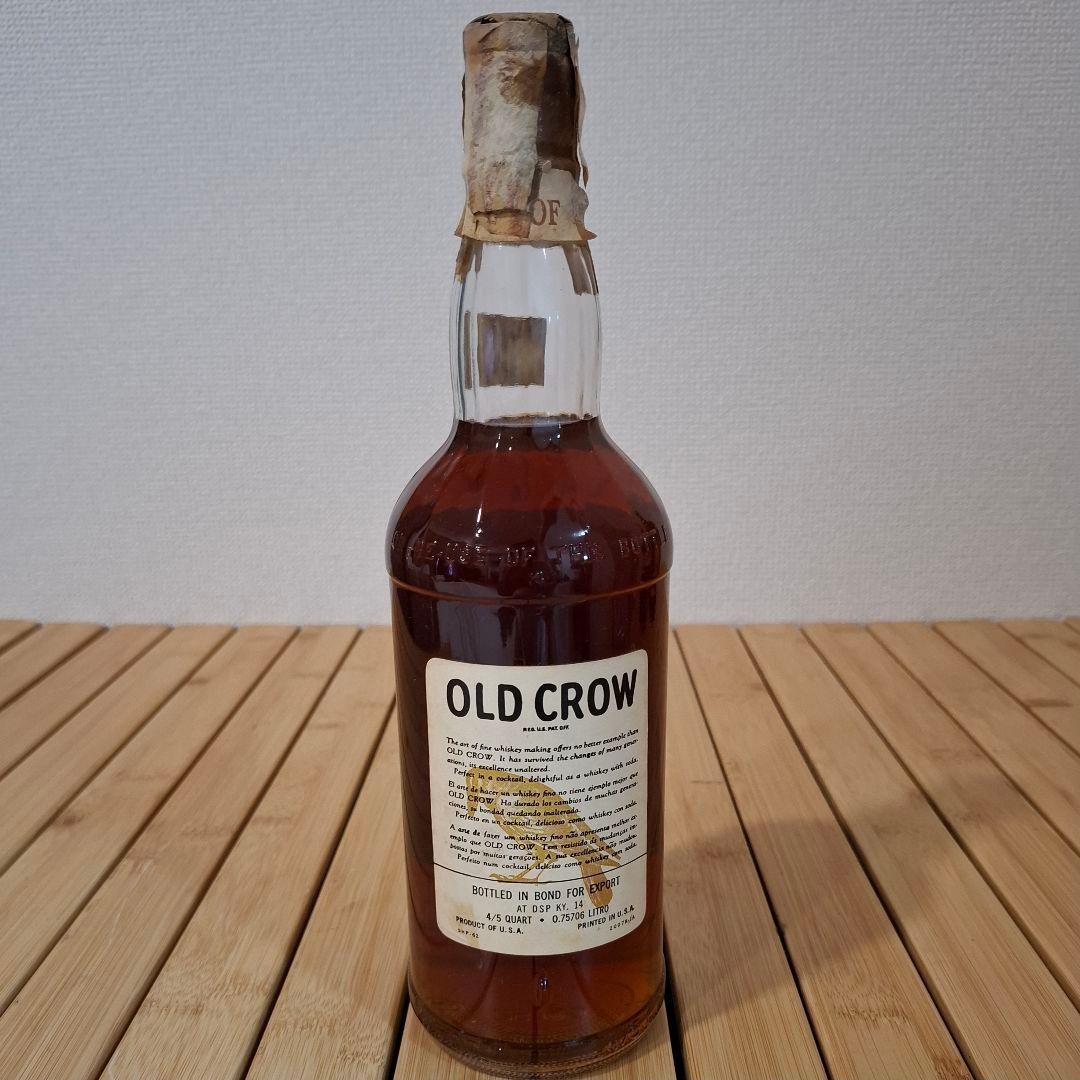 OF
RE-USE OF THIS BOTTL
OLD CROW
REG. U.S. PAT. OFF.
The art of fine whiskey making offers no better example than
OLD CROW. It has survived the changes of many gener-
ations, its excellence unaltered.
Perfect in a cocktail, delightful as a whiskey with soda.
El arte de hacer un whiskey fino no tiene ejemplo mejor que
OLD CROW. Ha durado los cambios de muchas genera-
ciones, su bondad quedando inalterada.
Perfecto en un cocktail, delicioso como whiskey con soda.
A arte de fazer um whiskey fino não apresenta melhor ex-
emplo que OLD CROW. Tem resistido às mudanças im-
postas por muitas gerações. A sua excelência não mudou.
Perfeito num cocktail, delicioso como whiskey com soda.
BOTTLED IN BOND FOR EXPORT
AT DSP KY. 14
4/5 QUART • 0.75706 LITRO
PRODUCT OF U.S.A. PRINTED IN U.S.A.